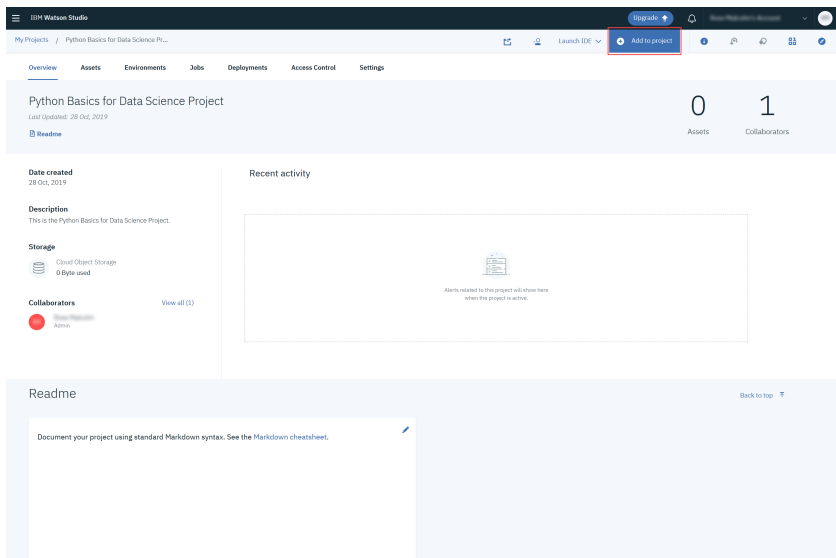 IBM Watson Studio
Upgrade
My Projects / Python Basics for Data Science Pr...
Launch IDE
Add to project
Overview Assets Environments Jobs Deployments Access Control Settings
Python Basics for Data Science Project
Last Updated: 28 Oct, 2019
Readme
0
Assets
1
Collaborators
Date created
28 Oct, 2019
Description
This is the Python Basics for Data Science Project.
Storage
Cloud Object Storage
0 Byte used
Collaborators View all (1)
Admin
Recent activity
Alerts related to this project will show here
when the project is active.
Readme
Back to top
Document your project using standard Markdown syntax. See the Markdown cheatsheet.